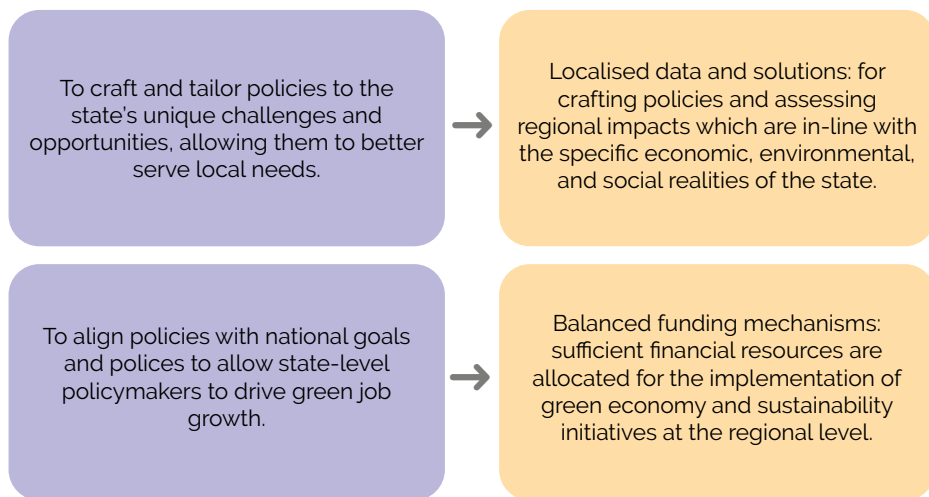 To craft and tailor policies to the
state's unique challenges and
opportunities, allowing them to better
serve local needs.
Localised data and solutions: for
crafting policies and assessing
regional impacts which are in-line with
the specific economic, environmental,
and social realities of the state.
To align policies with national goals
and polices to allow state-level
policymakers to drive green job
growth.
Balanced funding mechanisms:
sufficient financial resources are
allocated for the implementation of
green economy and sustainability
initiatives at the regional level.